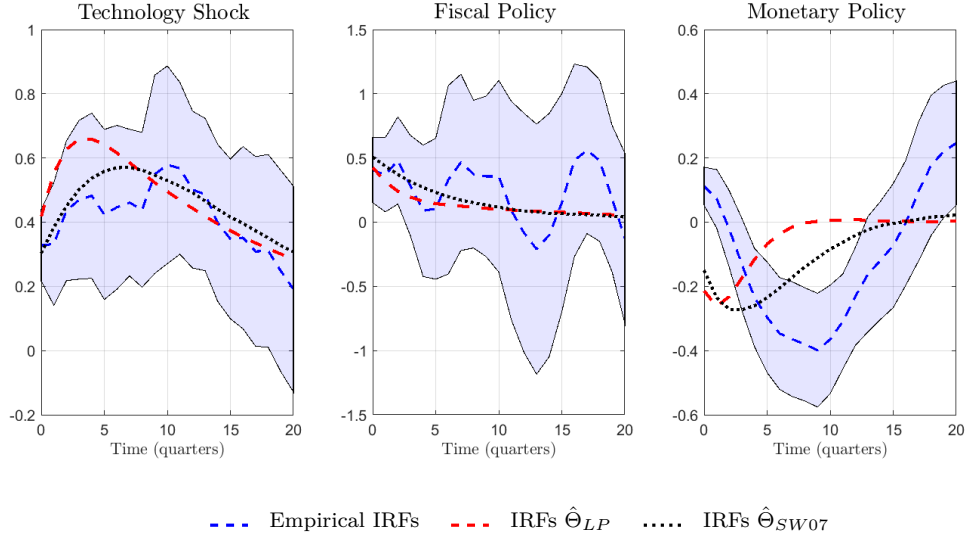 Technology Shock
Fiscal Policy
Monetary Policy
1
0.8
0.6
0.4
0.2
0
-0.2
0 5 10 15 20
Time (quarters)
1.5
1
0.5
0
-0.5
-1
-1.5
0 5 10 15 20
Time (quarters)
0.6
0.4
0.2
0
-0.2
-0.4
-0.6
0 5 10 15 20
Time (quarters)
Empirical IRFs
IRFs Θ̂_LP
IRFs Θ̂_SW07